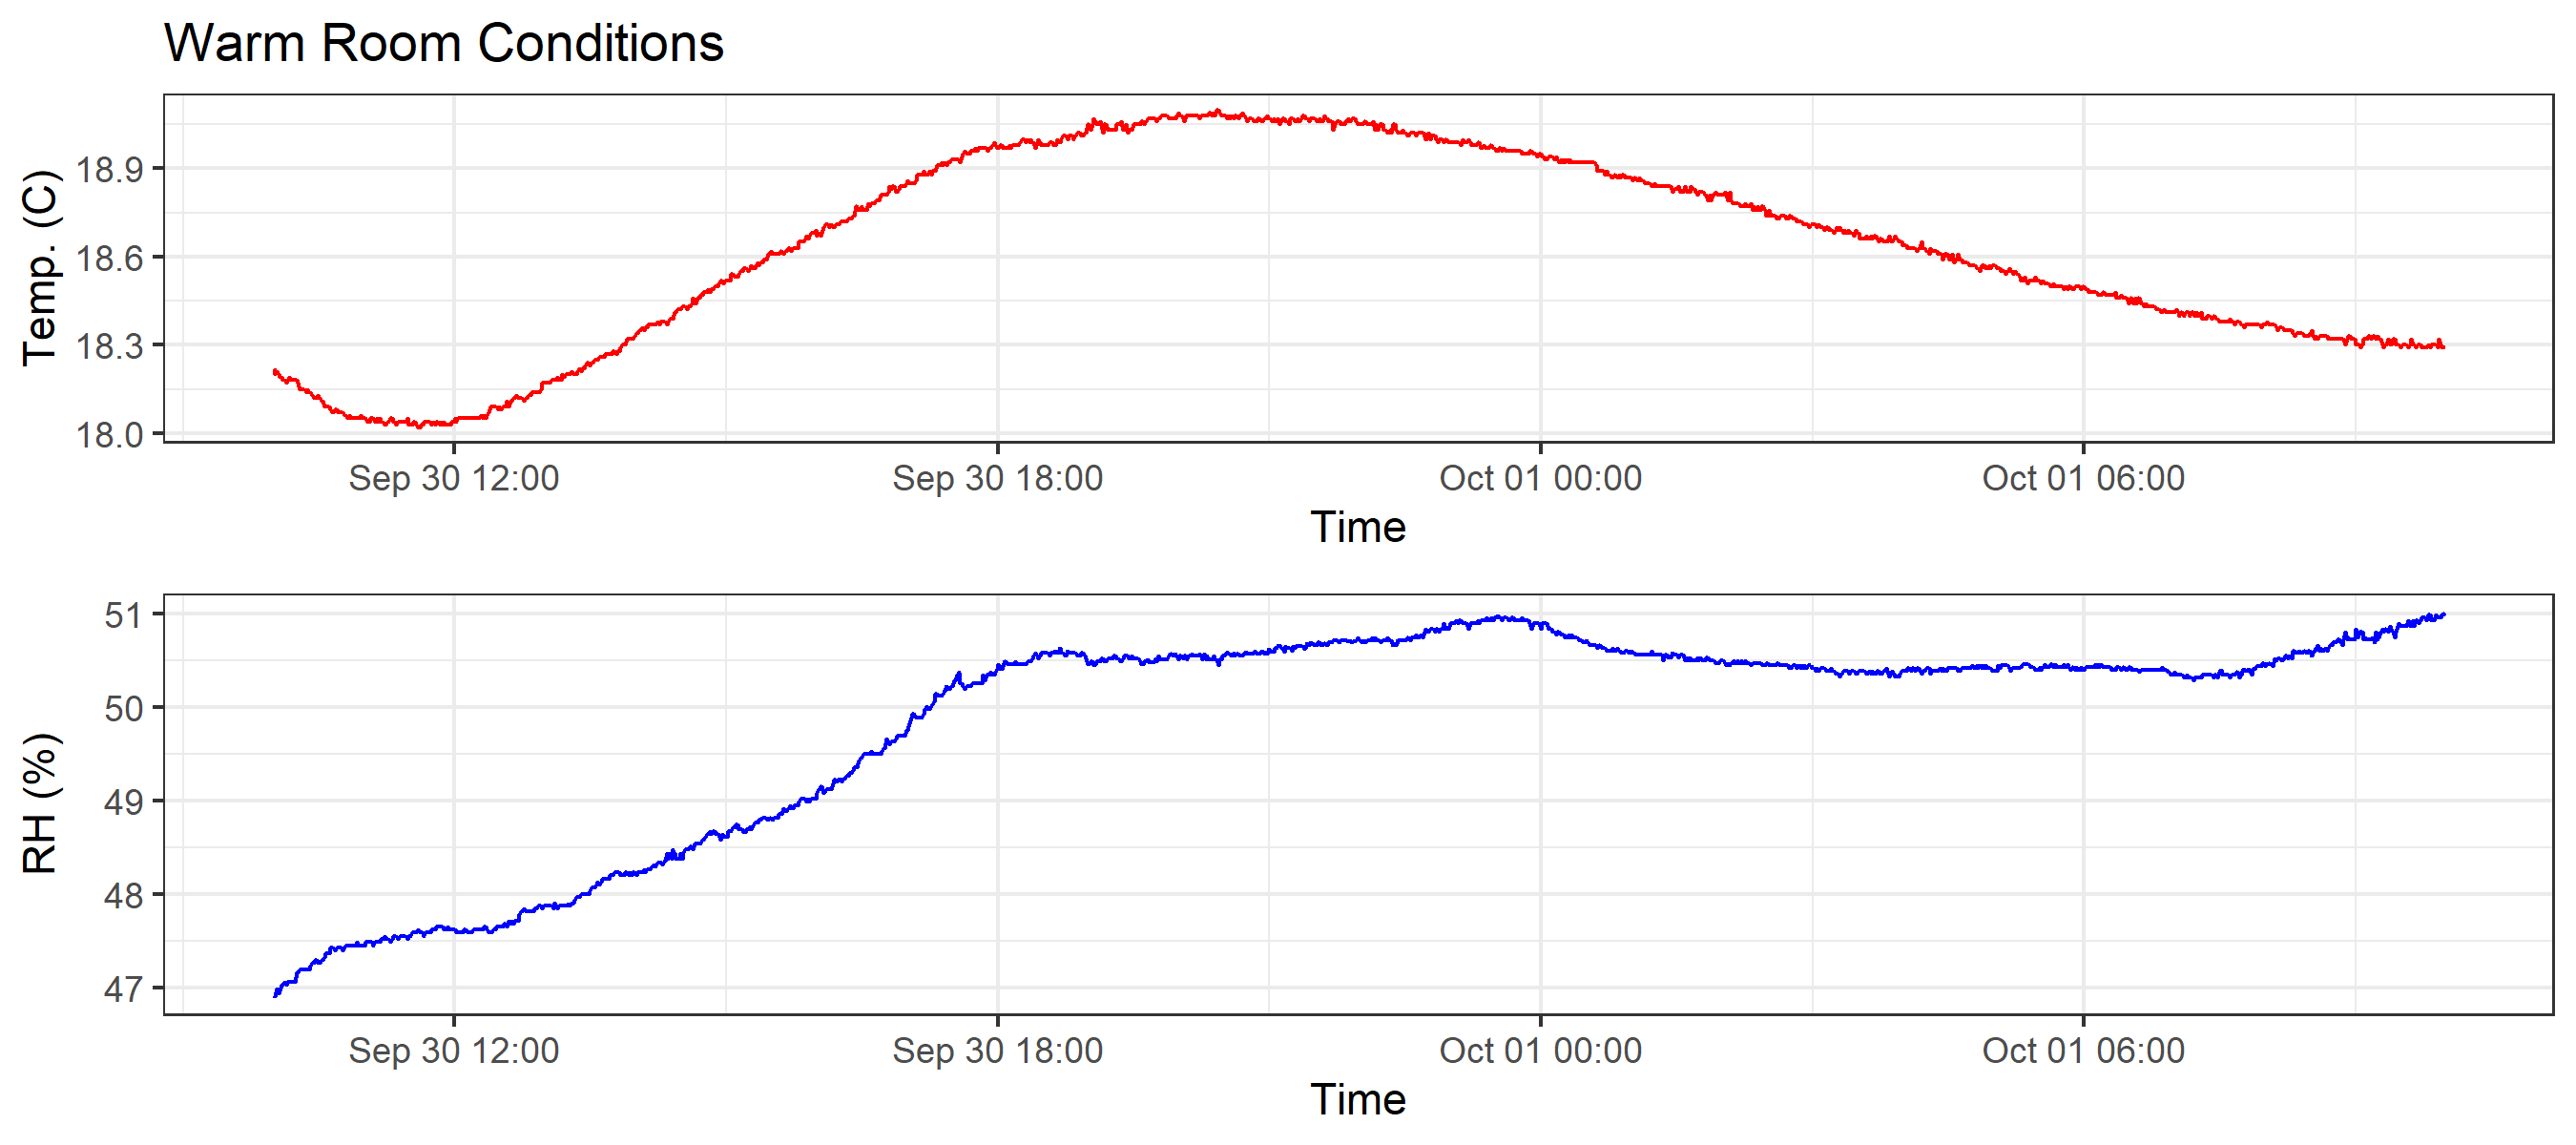 Warm Room Conditions
Temp. (C)
18.9
18.6
18.3
18.0
Sep 30 12:00 Sep 30 18:00 Oct 01 00:00 Oct 01 06:00
Time
RH (%)
51
50
49
48
47
Sep 30 12:00 Sep 30 18:00 Oct 01 00:00 Oct 01 06:00
Time